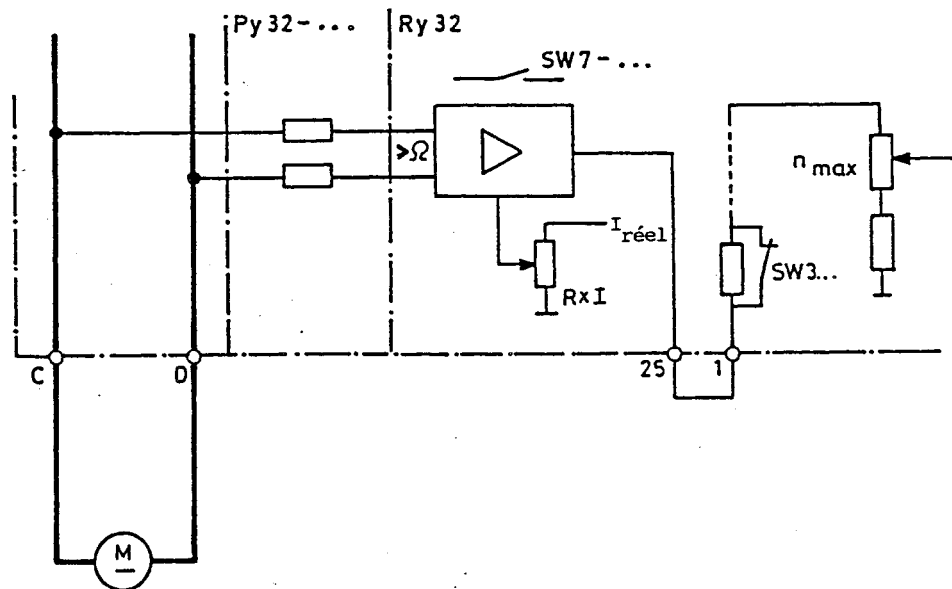 Py 32-...
Ry 32
SW7-...
>Ω
n max
I réel
R×I
SW3...
C
D
25
1
M